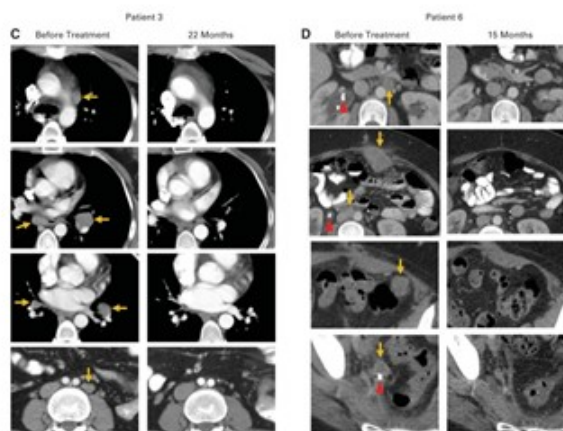 Patient 3
C
Before Treatment
22 Months
Patient 6
D
Before Treatment
15 Months